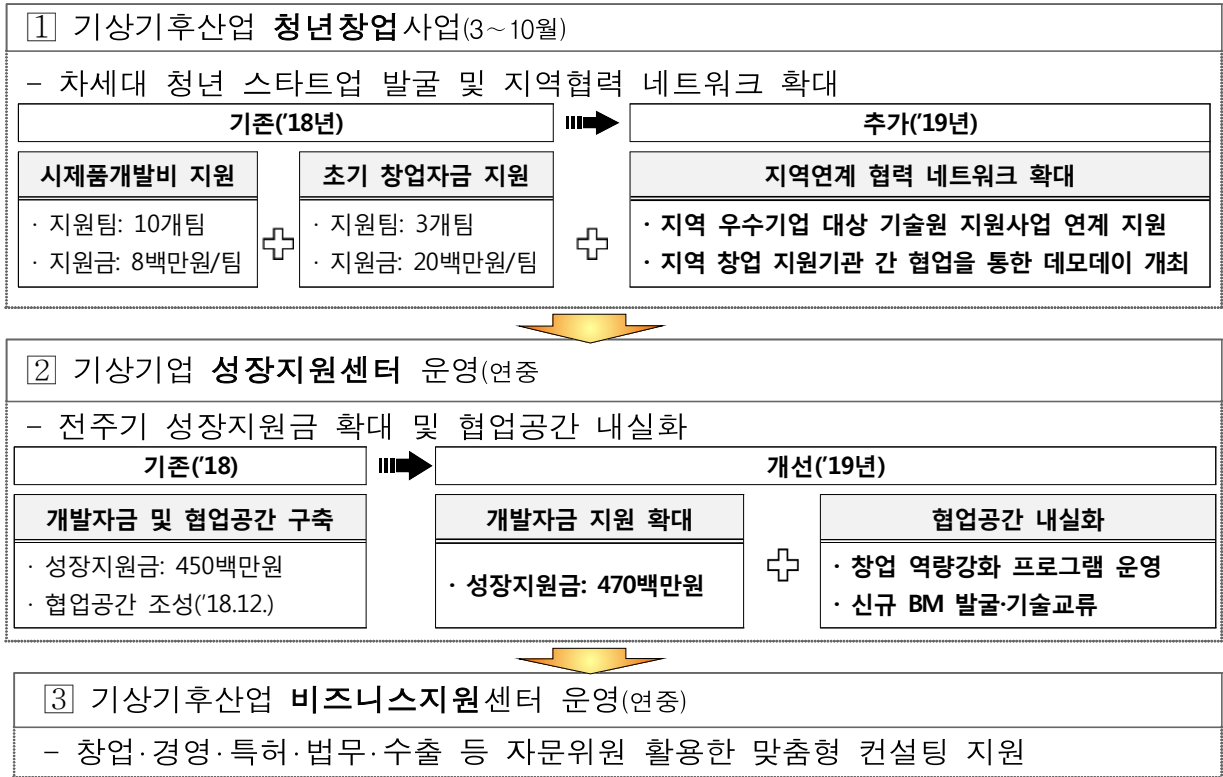 1 기상기후산업 청년창업사업(3~10월)
- 차세대 청년 스타트업 발굴 및 지역협력 네트워크 확대
기존('18년)
추가('19년)
시제품개발비 지원
· 지원팀: 10개팀
· 지원금: 8백만원/팀
초기 창업자금 지원
· 지원팀: 3개팀
· 지원금: 20백만원/팀
지역연계 협력 네트워크 확대
· 지역 우수기업 대상 기술원 지원사업 연계 지원
· 지역 창업 지원기관 간 협업을 통한 데모데이 개최
2 기상기업 성장지원센터 운영(연중
- 전주기 성장지원금 확대 및 협업공간 내실화
기존('18)
개선('19년)
개발자금 및 협업공간 구축
· 성장지원금: 450백만원
· 협업공간 조성('18.12.)
개발자금 지원 확대
· 성장지원금: 470백만원
협업공간 내실화
· 창업 역량강화 프로그램 운영
· 신규 BM 발굴·기술교류
3 기상기후산업 비즈니스지원센터 운영(연중)
- 창업·경영·특허·법무·수출 등 자문위원 활용한 맞춤형 컨설팅 지원